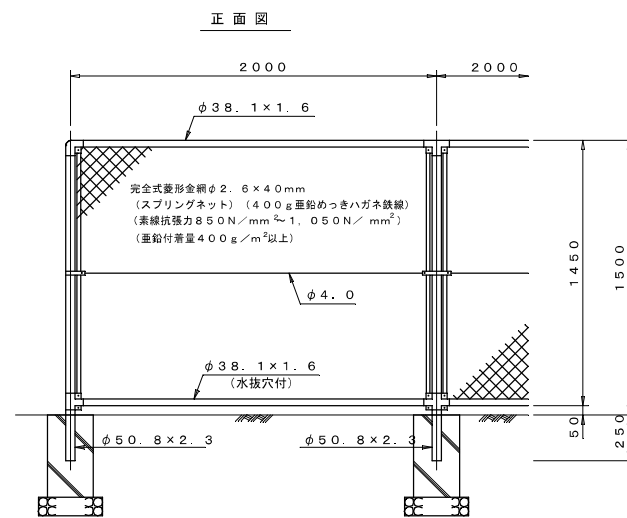 正面図
2000
2000
φ38.1×1.6
完全式菱形金網φ2.6×40mm
(スプリングネット)(400g亜鉛めっきハガネ鉄線)
(素線抗張力850N/mm²~1,050N/mm²)
(亜鉛付着量400g/m²以上)
φ4.0
1450
1500
φ38.1×1.6
(水抜穴付)
50
250
φ50.8×2.3
φ50.8×2.3